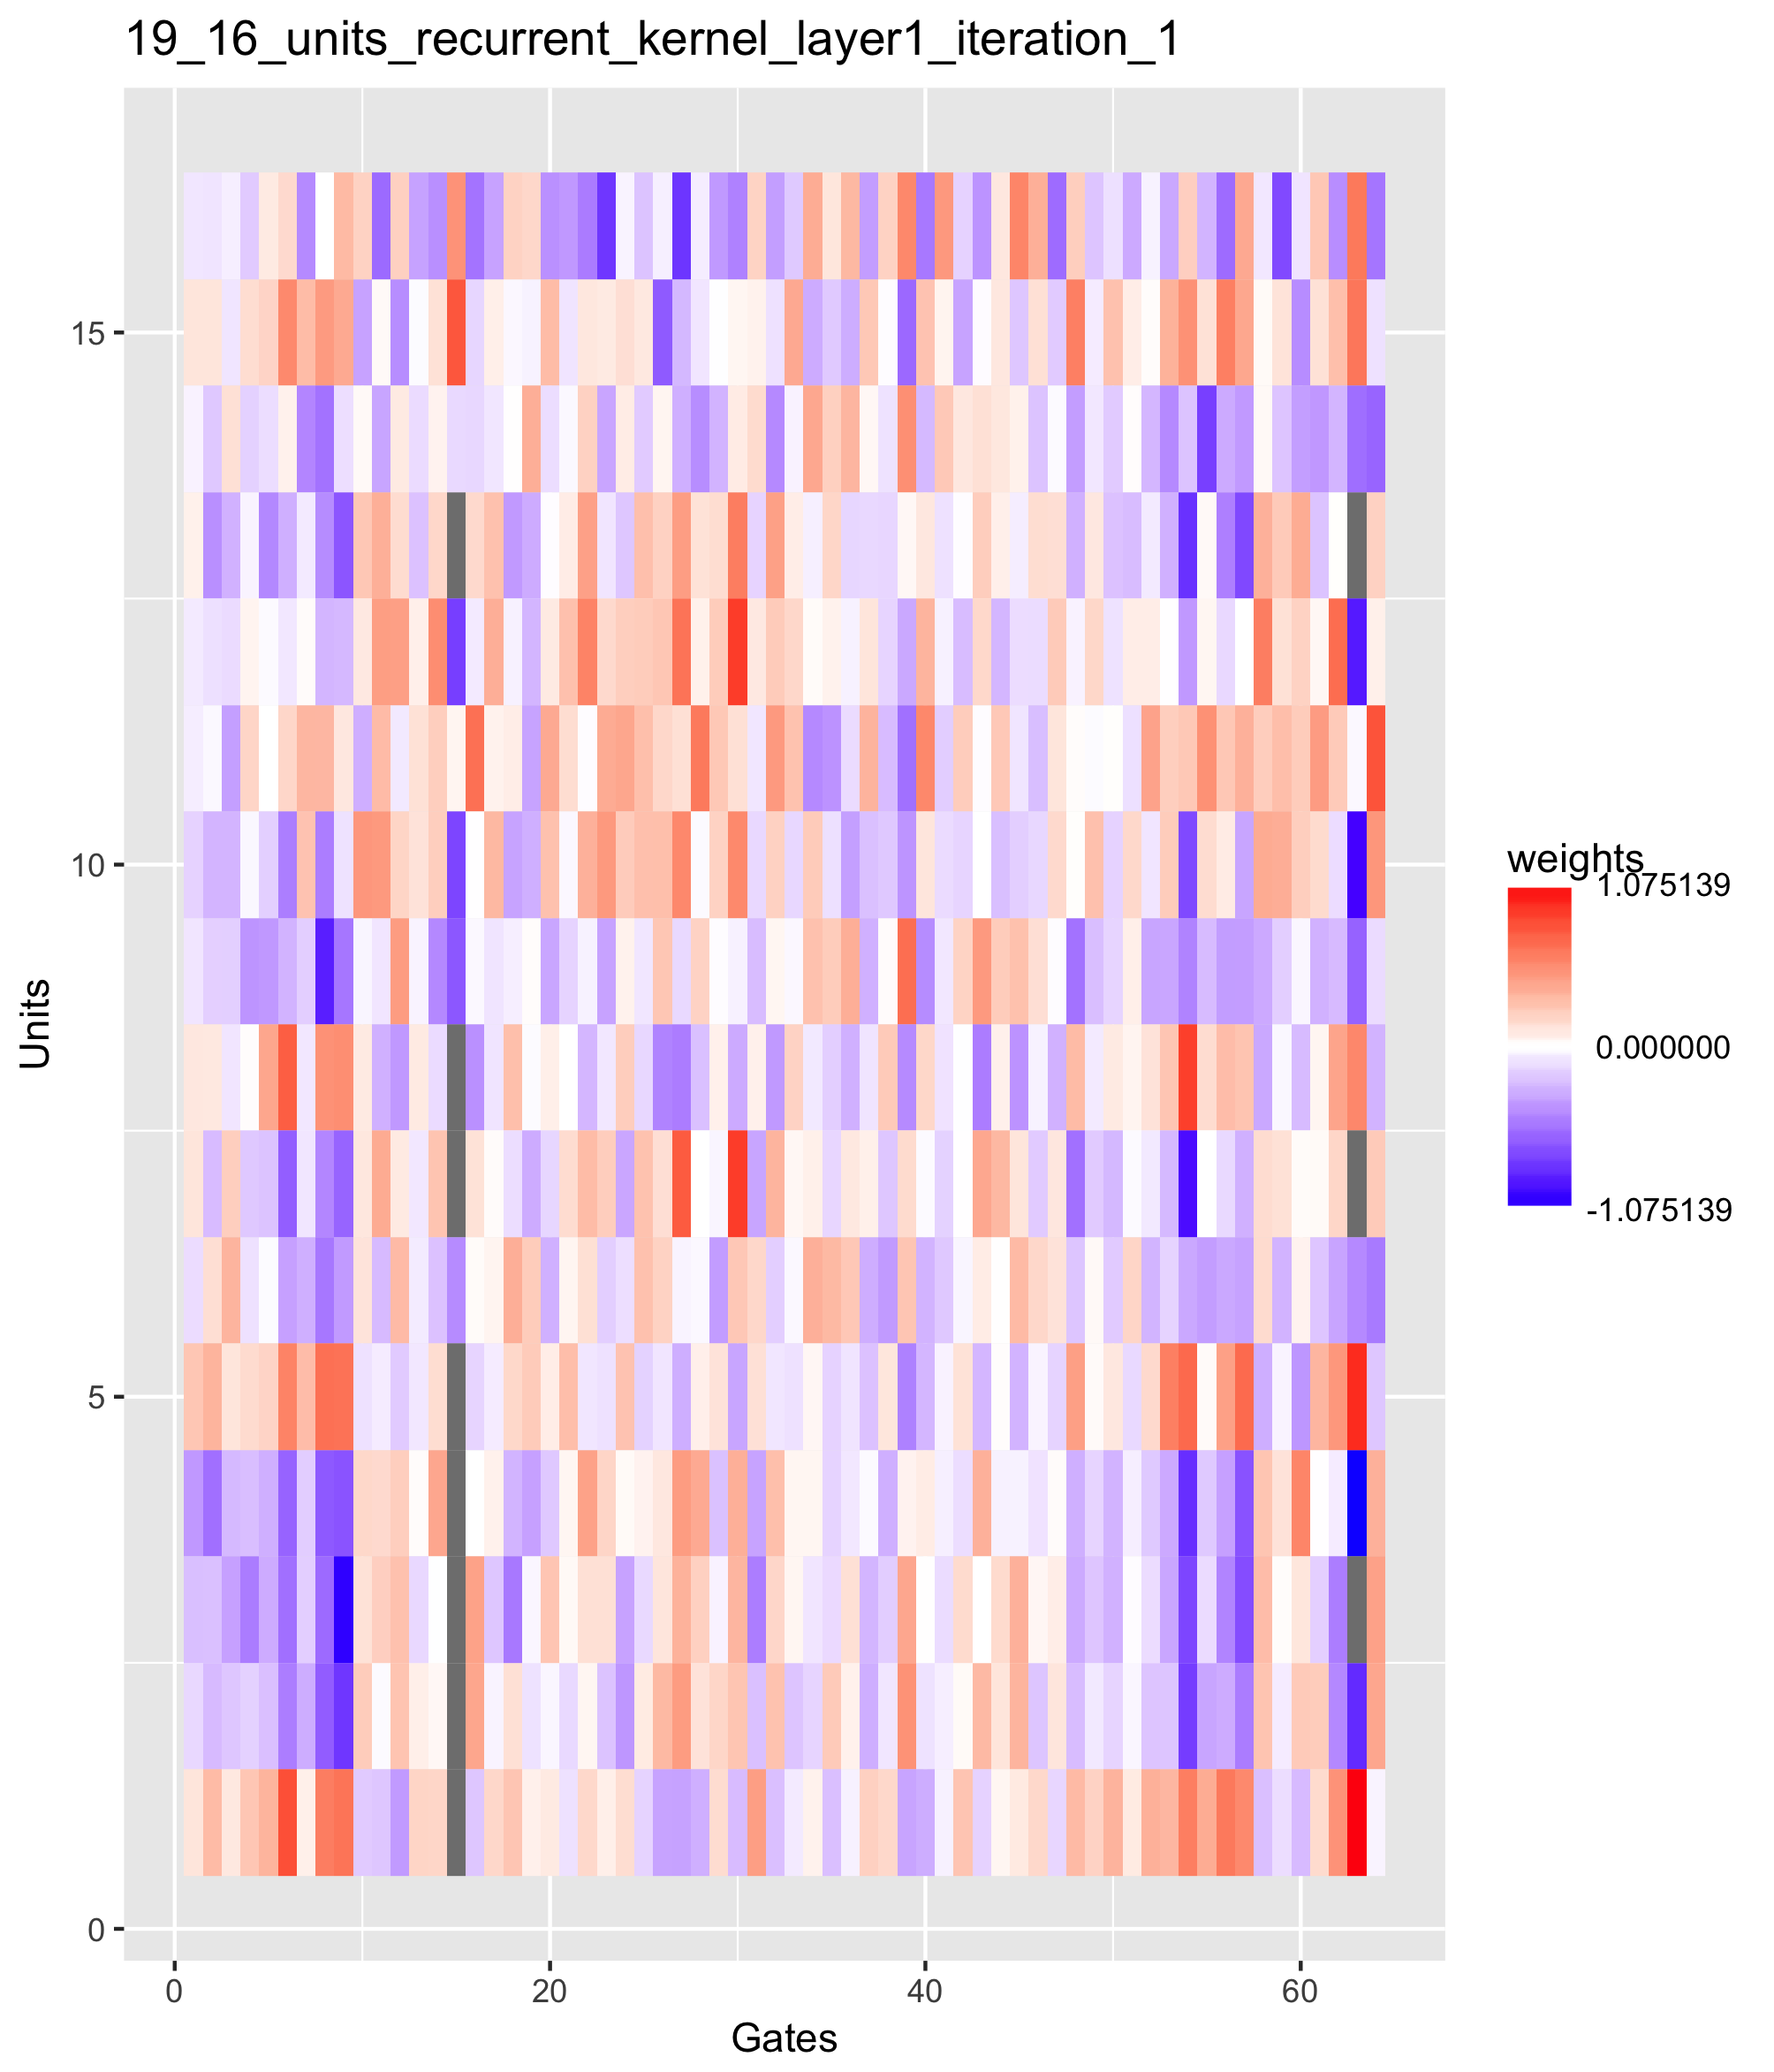 19_16_units_recurrent_kernel_layer1_iteration_1
15
10
5
0
Units
0 20 40 60
Gates
weights
1.075139
0.000000
-1.075139